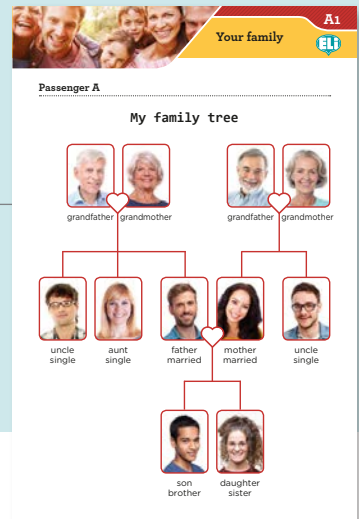 A1
Your family
ELi
Passenger A
My family tree
grandfather grandmother grandfather grandmother
uncle aunt father mother uncle
single single married married single
son daughter
brother sister